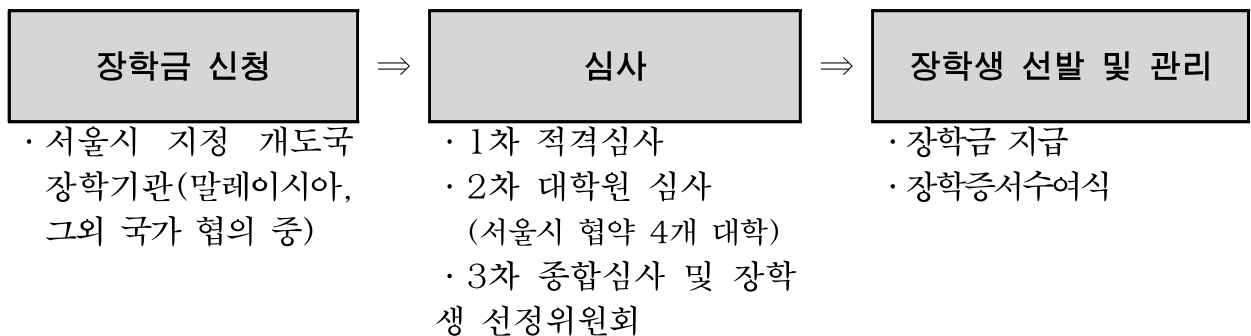 장학금 신청 ⇒ 심사 ⇒ 장학생 선발 및 관리
· 서울시 지정 개도국
장학기관(말레이시아,
그외 국가 협의 중)
· 1차 적격심사
· 2차 대학원 심사
(서울시 협약 4개 대학)
· 3차 종합심사 및 장학
생 선정위원회
· 장학금 지급
· 장학증서수여식